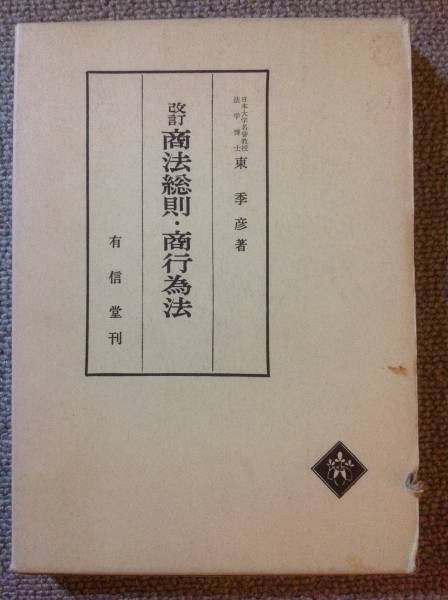 日本大学名誉教授
法学博士
東季彦著
改訂
商法総則・商行為法
有信堂刊